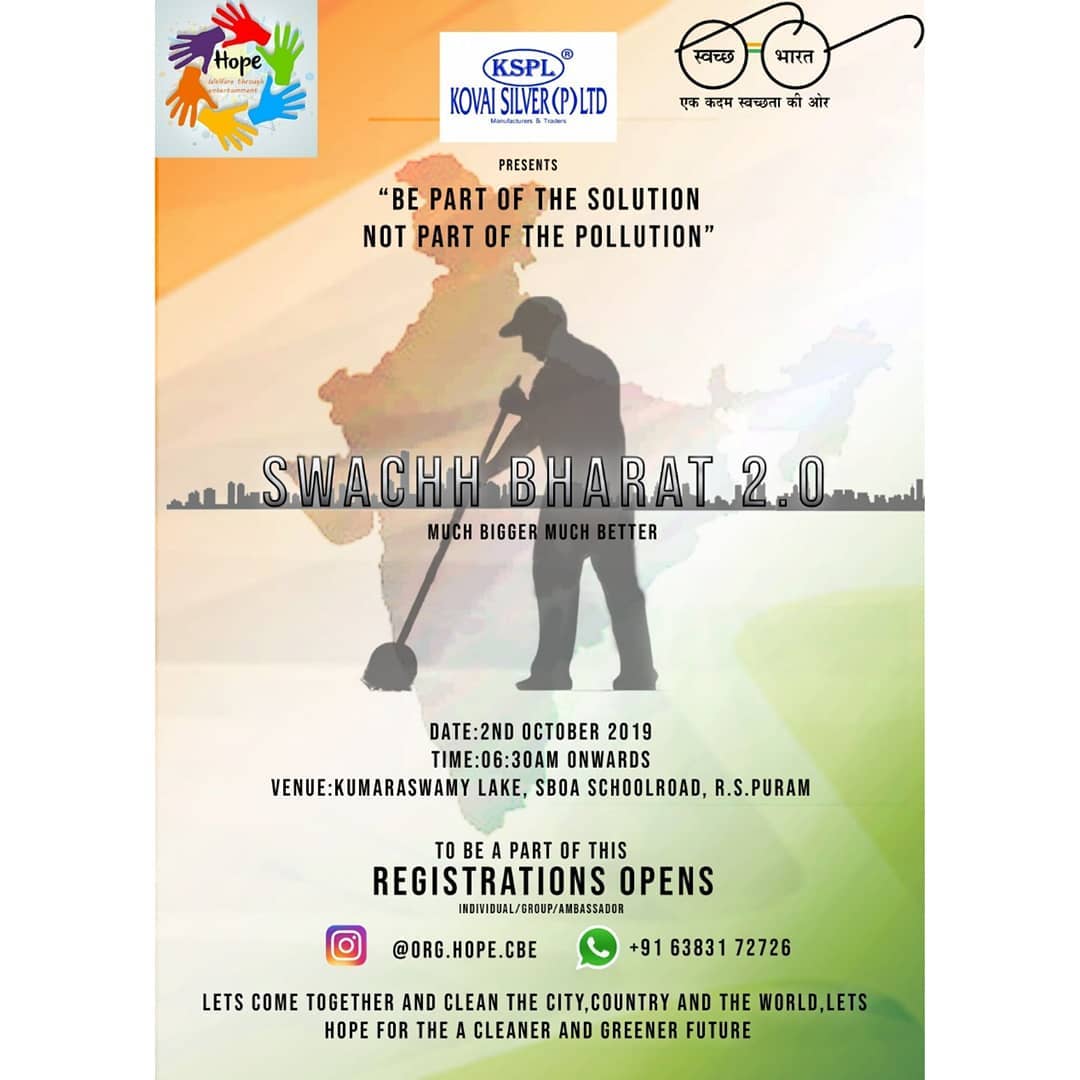 Hope
Welfare through
entertainment
KSPL®
KOVAI SILVER (P) LTD
Manufacturers & Traders
स्वच्छ भारत
एक कदम स्वच्छता की ओर
PRESENTS
“BE PART OF THE SOLUTION
NOT PART OF THE POLLUTION”
SWACHH BHARAT 2.0
MUCH BIGGER MUCH BETTER
DATE:2ND OCTOBER 2019
TIME:06:30AM ONWARDS
VENUE:KUMARASWAMY LAKE, SBOA SCHOOLROAD, R.S.PURAM
TO BE A PART OF THIS
REGISTRATIONS OPENS
INDIVIDUAL/GROUP/AMBASSADOR
@ORG.HOPE.CBE +91 63831 72726
LETS COME TOGETHER AND CLEAN THE CITY,COUNTRY AND THE WORLD,LETS
HOPE FOR THE A CLEANER AND GREENER FUTURE